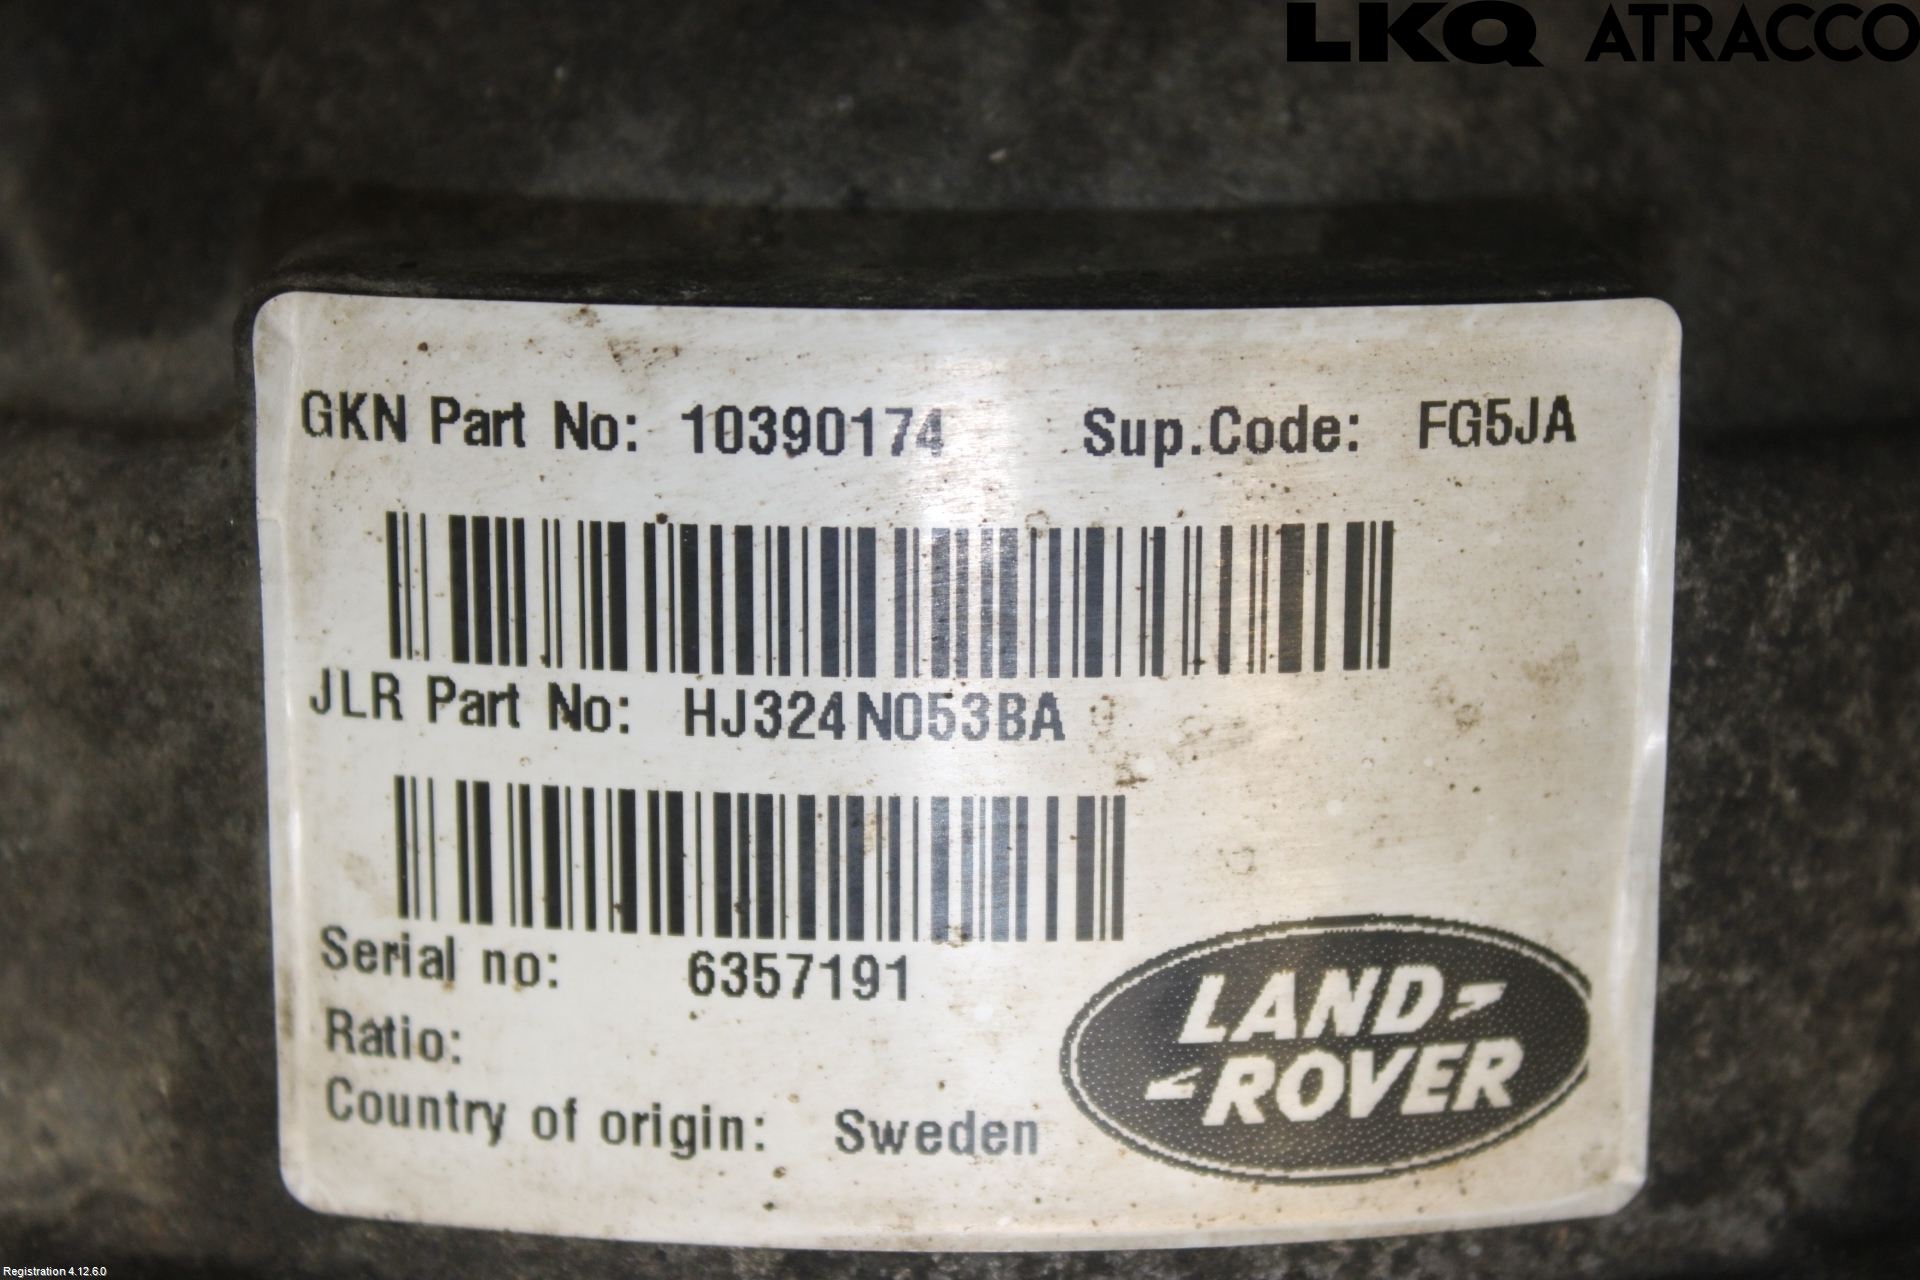 LKQ ATRACCO
GKN Part No: 10390174 Sup.Code: FG5JA
JLR Part No: HJ324N053BA
Serial no: 6357191
Ratio:
Country of origin: Sweden
LAND
ROVER
Registration 4.12.6.0